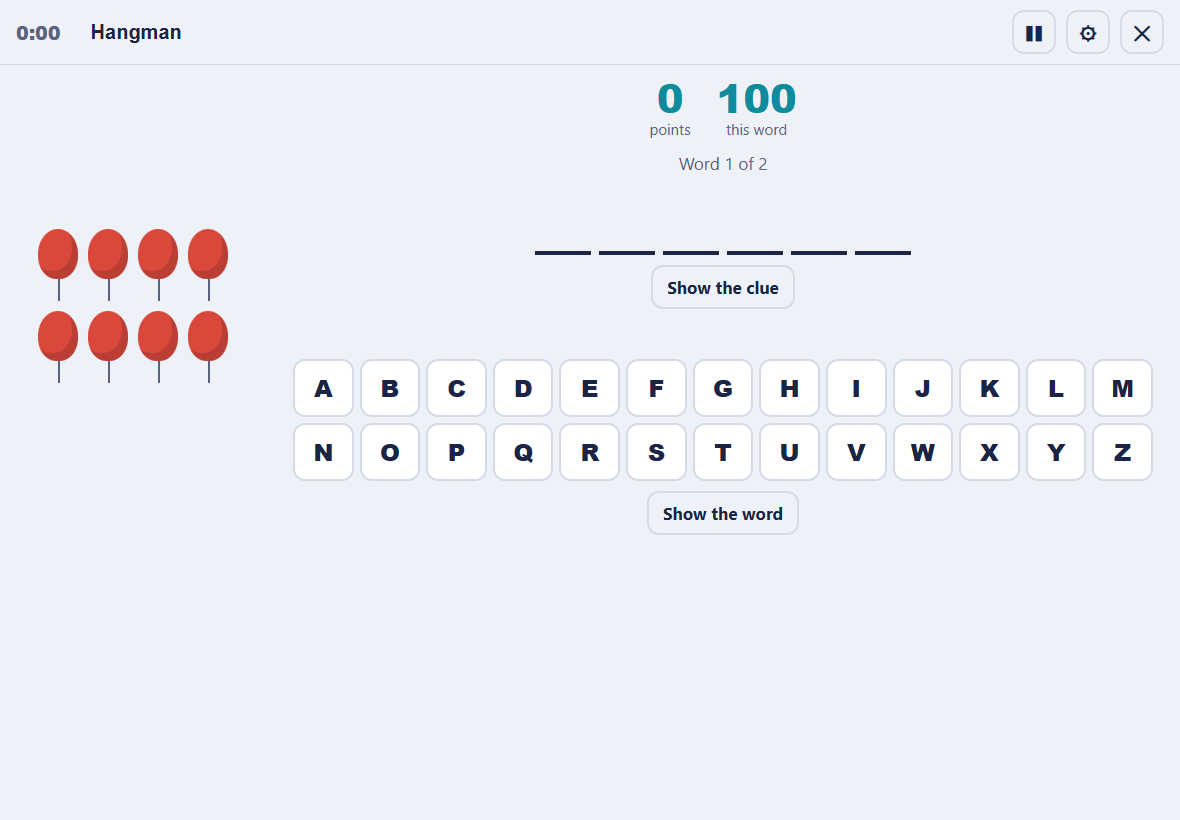 0:00 Hangman
0 100
points this word
Word 1 of 2
Show the clue
A B C D E F G H I J K L M
N O P Q R S T U V W X Y Z
Show the word